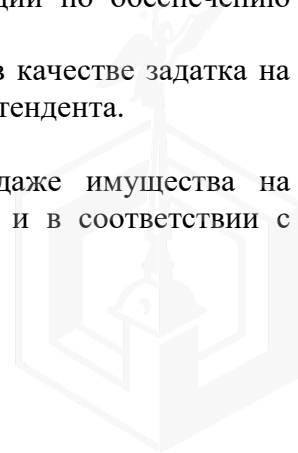 ции по обеспечению
в качестве задатка на
тендента.
даже имущества на
и в соответствии с